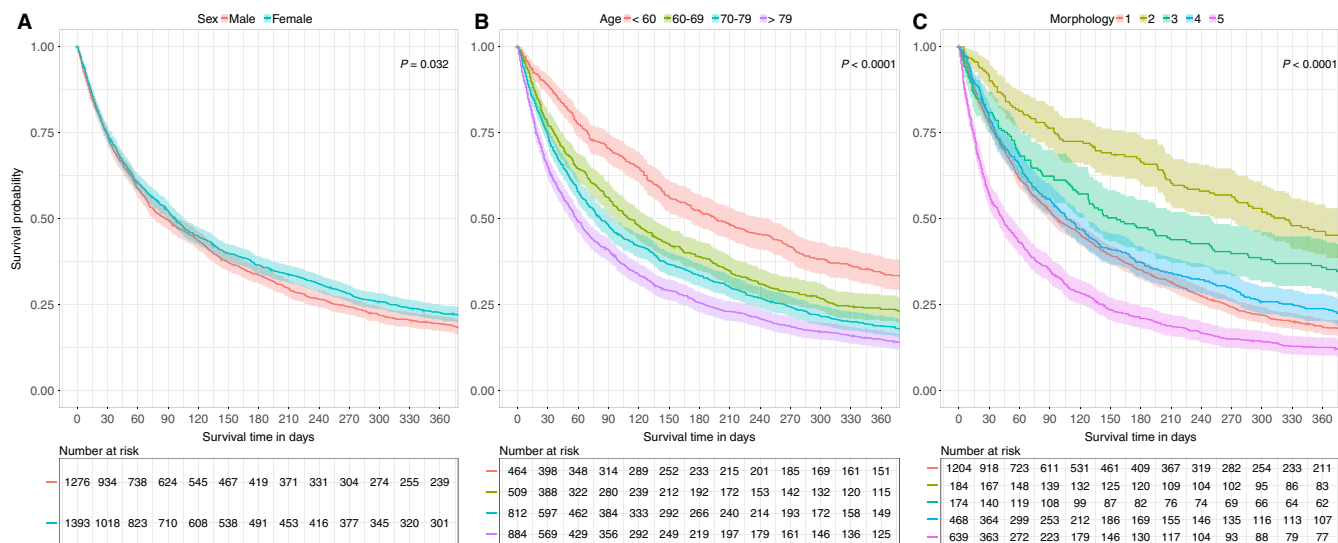 A
Sex Male Female
1.00
0.75
0.50
0.25
0.00
Survival probability
P = 0.032
0 30 60 90 120 150 180 210 240 270 300 330 360
Survival time in days
Number at risk
1276 934 738 624 545 467 419 371 331 304 274 255 239
1393 1018 823 710 608 538 491 453 416 377 345 320 301
B
Age < 60 60-69 70-79 > 79
1.00
0.75
0.50
0.25
0.00
P < 0.0001
0 30 60 90 120 150 180 210 240 270 300 330 360
Survival time in days
Number at risk
464 398 348 314 289 252 233 215 201 185 169 161 151
509 388 322 280 239 212 192 172 153 142 132 120 115
812 597 462 384 333 292 266 240 214 193 172 158 149
884 569 429 356 292 249 219 197 179 161 146 136 125
C
Morphology 1 2 3 4 5
1.00
0.75
0.50
0.25
0.00
P < 0.0001
0 30 60 90 120 150 180 210 240 270 300 330 360
Survival time in days
Number at risk
1204 918 723 611 531 461 409 367 319 282 254 233 211
184 167 148 139 132 125 120 109 104 102 95 86 83
174 140 119 108 99 87 82 76 74 69 66 64 62
468 364 299 253 212 186 169 155 146 135 116 113 107
639 363 272 223 179 146 130 117 104 93 88 79 77